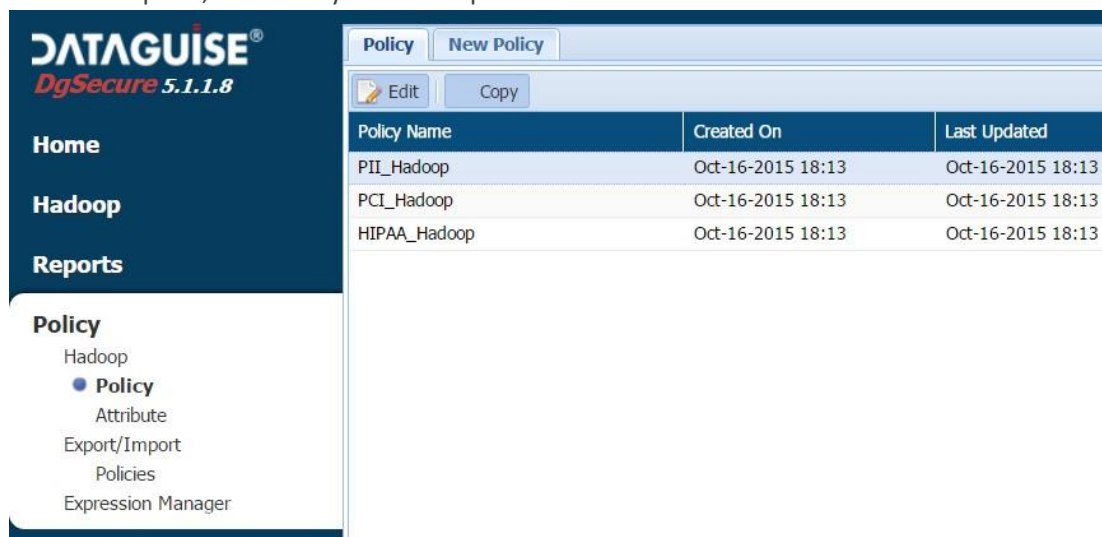 DATAGUISE®
DgSecure 5.1.1.8
Home
Hadoop
Reports
Policy
Hadoop
Policy
Attribute
Export/Import
Policies
Expression Manager
Policy New Policy
Edit Copy
Policy Name Created On Last Updated
PII_Hadoop Oct-16-2015 18:13 Oct-16-2015 18:13
PCI_Hadoop Oct-16-2015 18:13 Oct-16-2015 18:13
HIPAA_Hadoop Oct-16-2015 18:13 Oct-16-2015 18:13